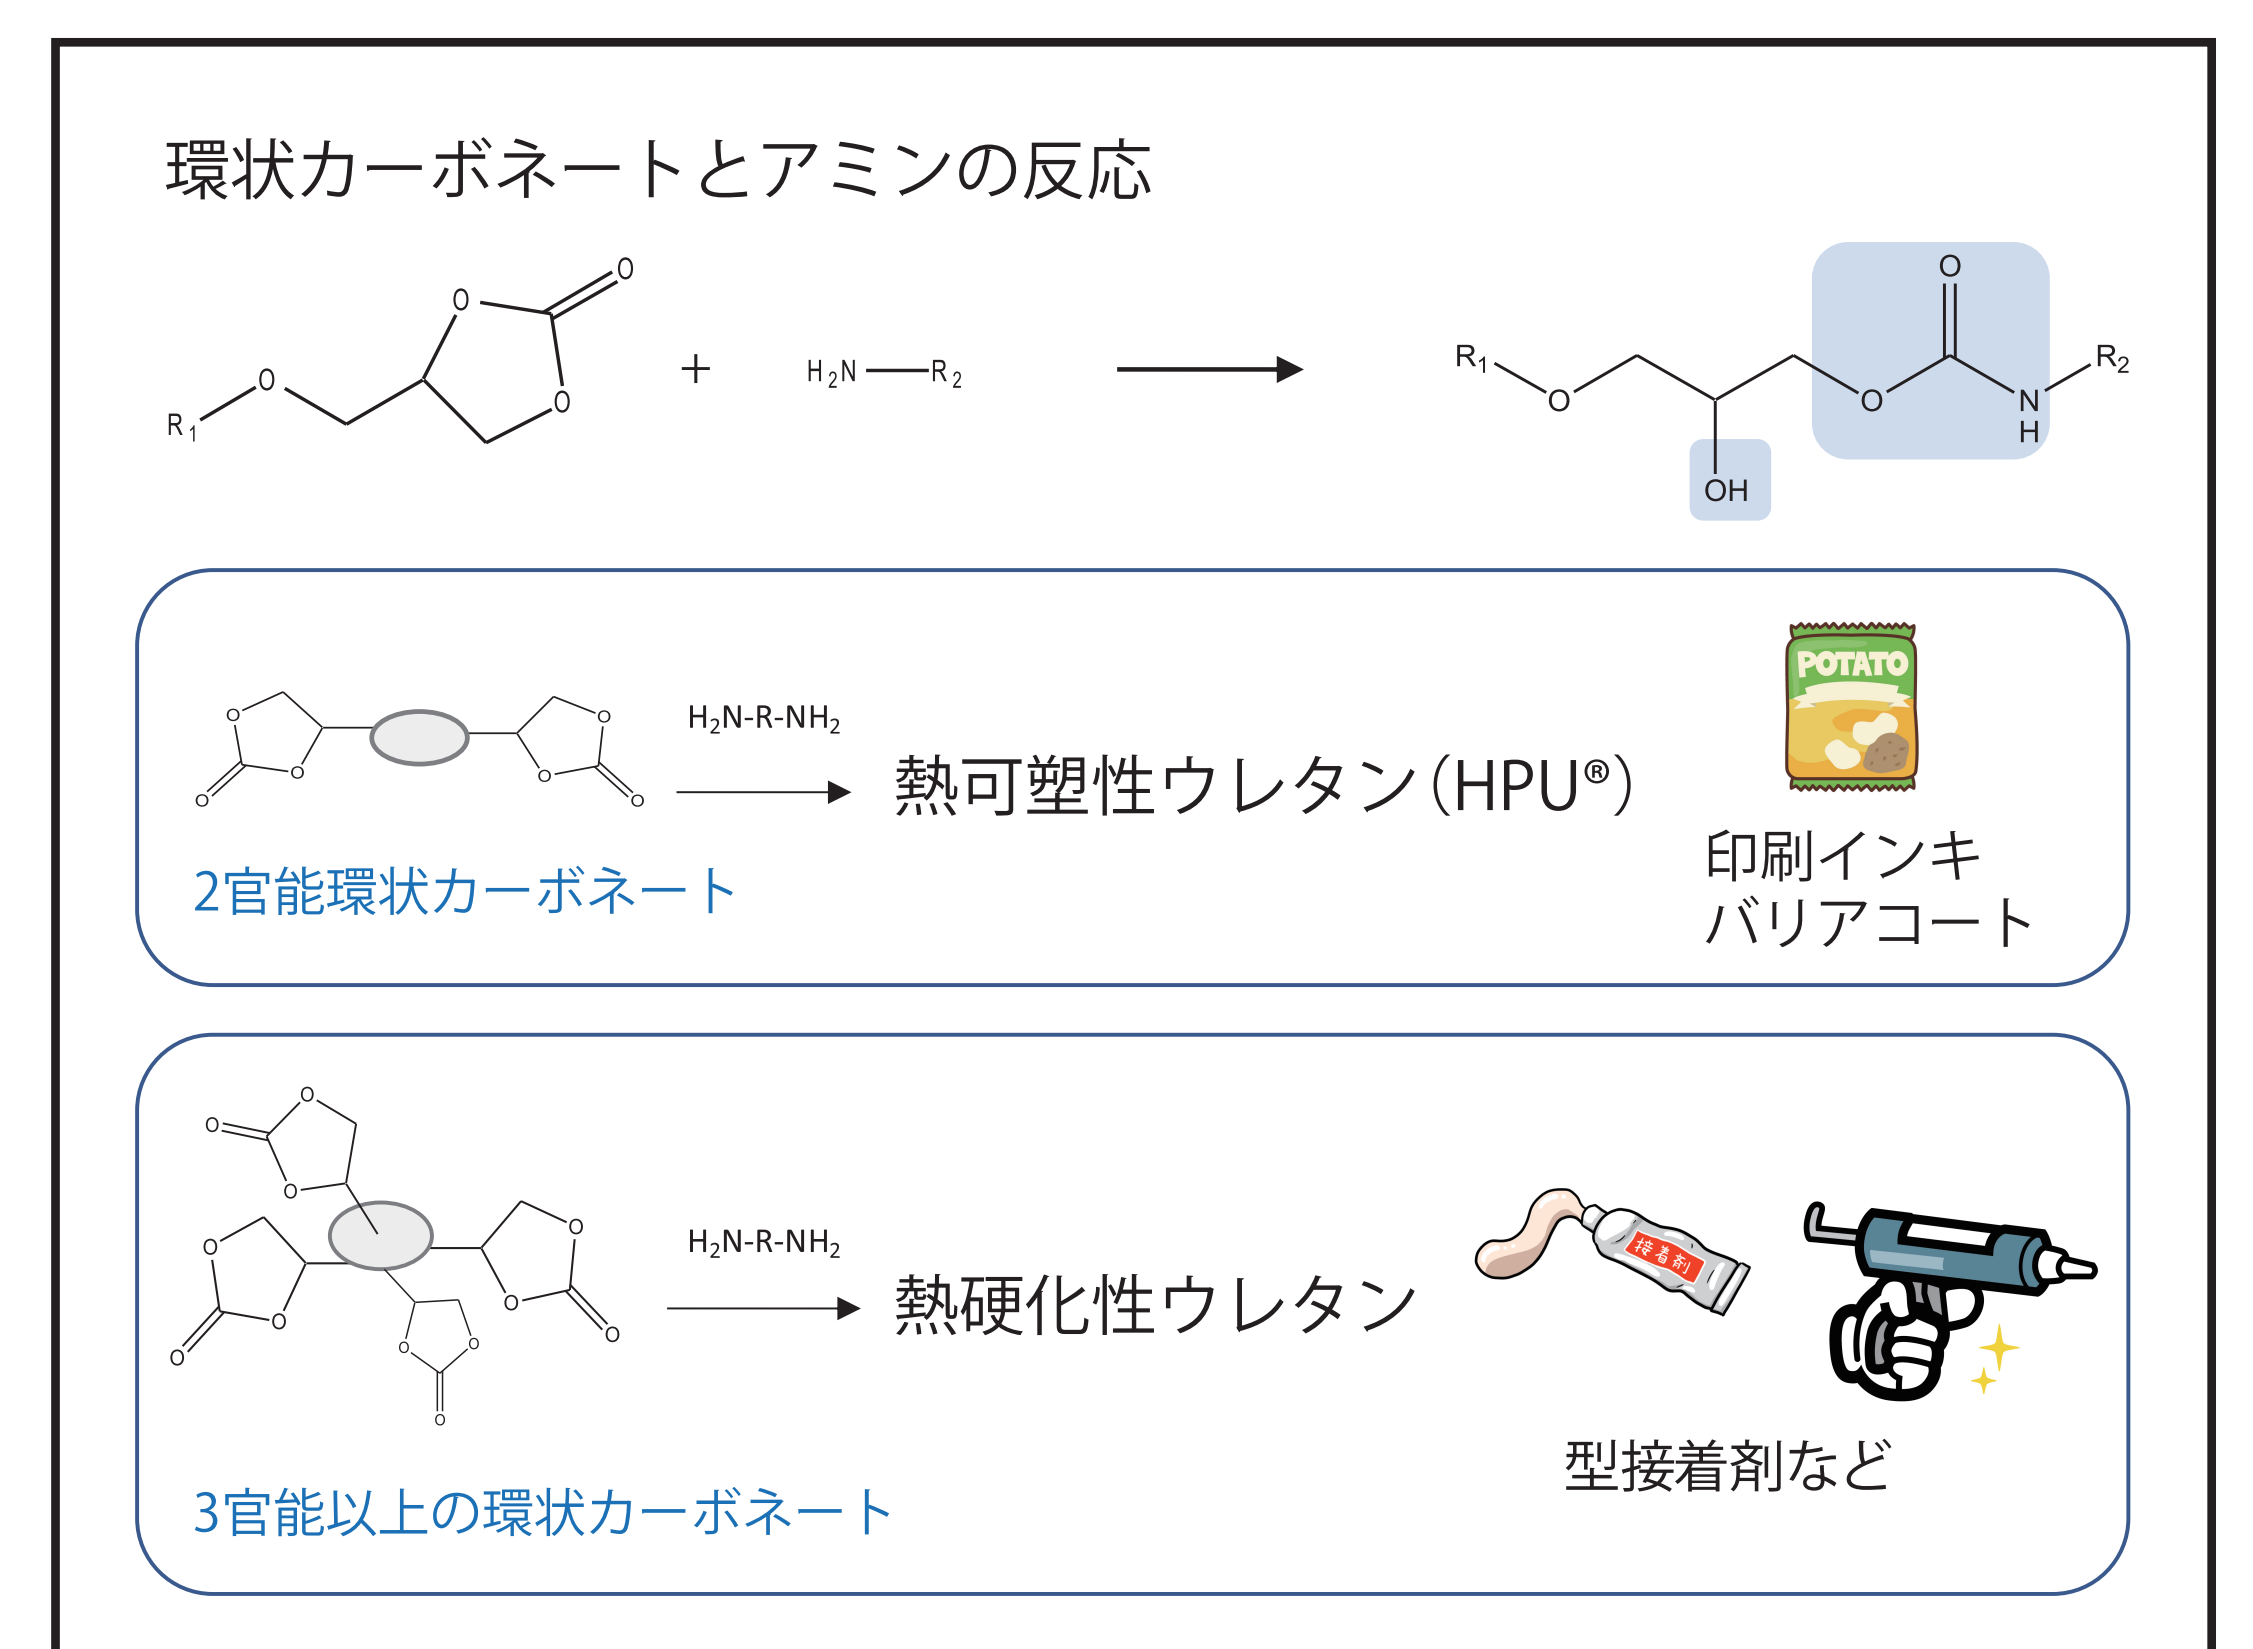 環状カーボネートとアミンの反応
R1 O O O O + H2N R2 R1 O OH O O N H R2
POTATO
O O O O O O H2N-R-NH2
熱可塑性ウレタン（HPU®）
印刷インキ
バリアコート
2官能環状カーボネート
O O O O O O O O O O O O H2N-R-NH2
熱硬化性ウレタン
接着剤
型接着剤など
3官能以上の環状カーボネート